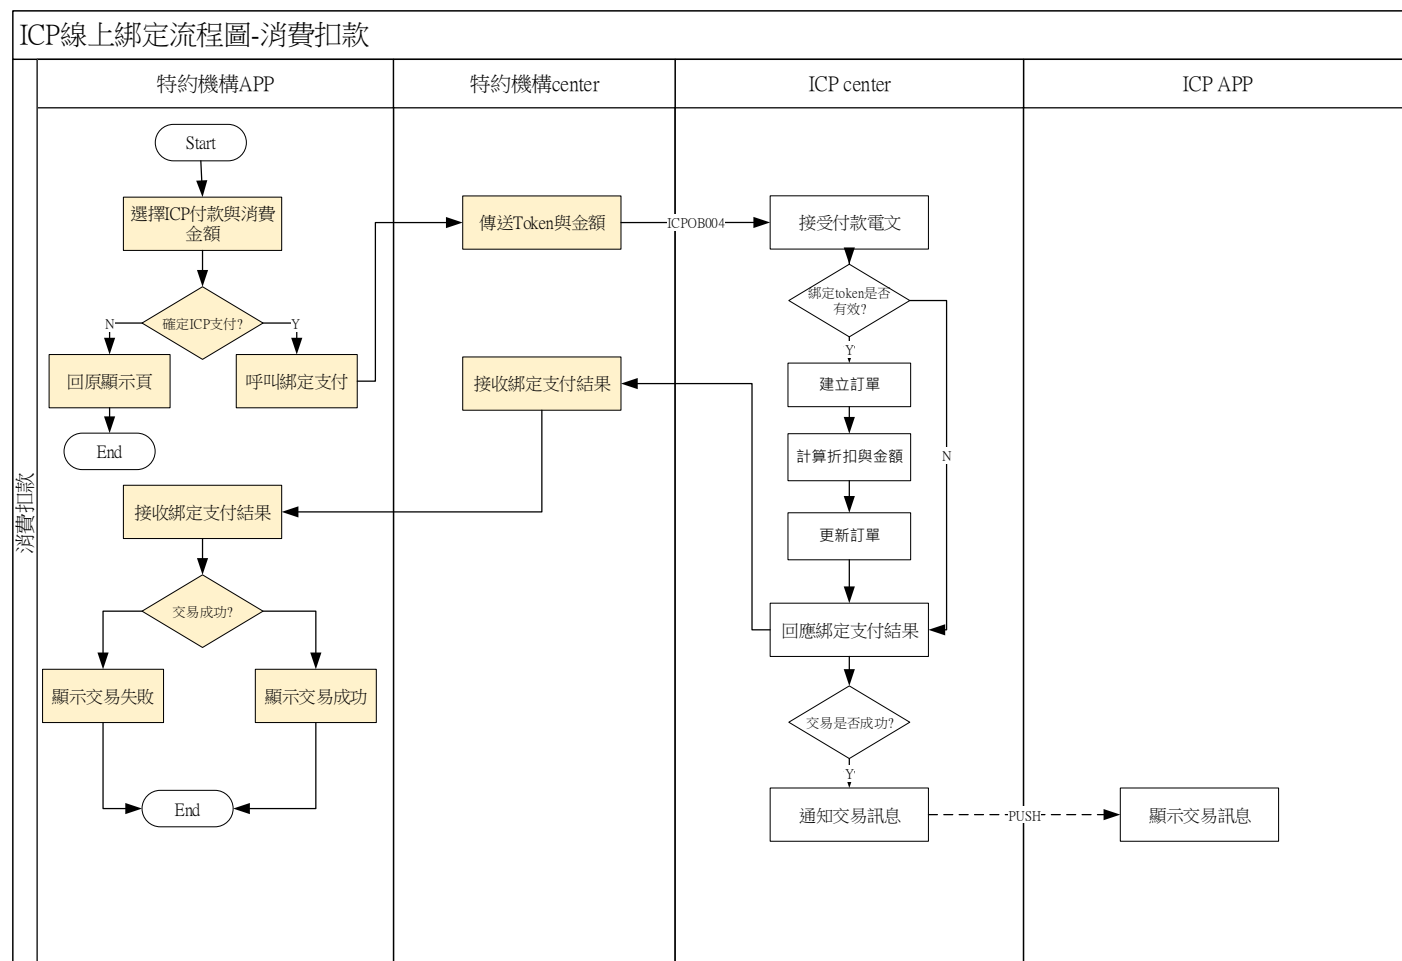 ICP線上綁定流程圖-消費扣款
特約機構APP
特約機構center
ICP center
ICP APP
消費扣款
Start
選擇ICP付款與消費
金額
確定ICP支付?
N
Y
回原顯示頁
呼叫綁定支付
End
傳送Token與金額
ICPOB004
接受付款電文
綁定token是否
有效?
Y
N
建立訂單
計算折扣與金額
更新訂單
回應綁定支付結果
接收綁定支付結果
接收綁定支付結果
交易成功?
顯示交易失敗
顯示交易成功
End
交易是否成功?
Y
通知交易訊息
PUSH
顯示交易訊息